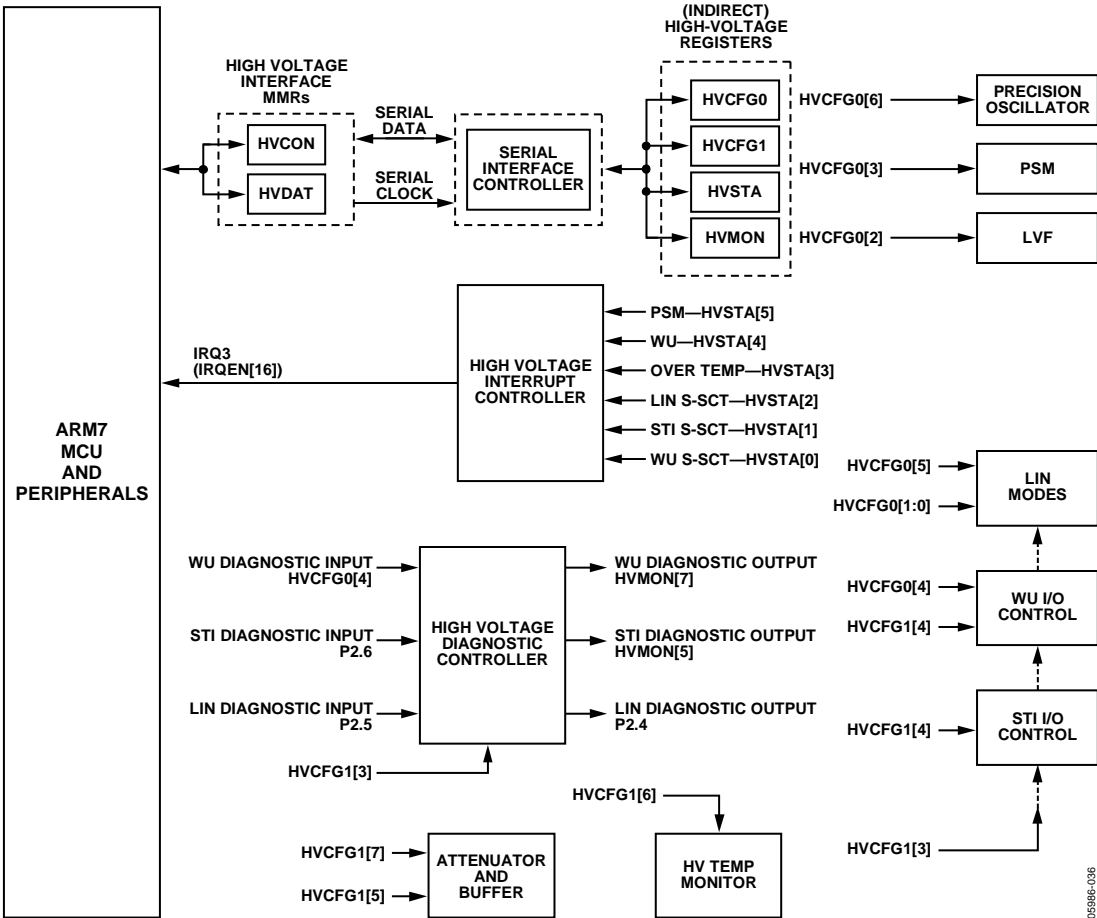 (INDIRECT)
HIGH-VOLTAGE
REGISTERS
HIGH VOLTAGE
INTERFACE
MMRs
HVCON
HVDAT
SERIAL
DATA
SERIAL
CLOCK
SERIAL
INTERFACE
CONTROLLER
HVCFG0
HVCFG1
HVSTA
HVMON
HVCFG0[6]
PRECISION
OSCILLATOR
HVCFG0[3]
PSM
HVCFG0[2]
LVF
ARM7
MCU
AND
PERIPHERALS
IRQ3
(IRQEN[16])
HIGH VOLTAGE
INTERRUPT
CONTROLLER
PSM—HVSTA[5]
WU—HVSTA[4]
OVER TEMP—HVSTA[3]
LIN S-SCT—HVSTA[2]
STI S-SCT—HVSTA[1]
WU S-SCT—HVSTA[0]
HVCFG0[5]
HVCFG0[1:0]
LIN
MODES
HVCFG0[4]
HVCFG1[4]
WU I/O
CONTROL
HVCFG1[4]
STI I/O
CONTROL
HVCFG1[3]
WU DIAGNOSTIC INPUT
HVCFG0[4]
STI DIAGNOSTIC INPUT
P2.6
LIN DIAGNOSTIC INPUT
P2.5
HVCFG1[3]
HIGH VOLTAGE
DIAGNOSTIC
CONTROLLER
WU DIAGNOSTIC OUTPUT
HVMON[7]
STI DIAGNOSTIC OUTPUT
HVMON[5]
LIN DIAGNOSTIC OUTPUT
P2.4
HVCFG1[6]
HV TEMP
MONITOR
HVCFG1[7]
HVCFG1[5]
ATTENUATOR
AND
BUFFER
05986-036